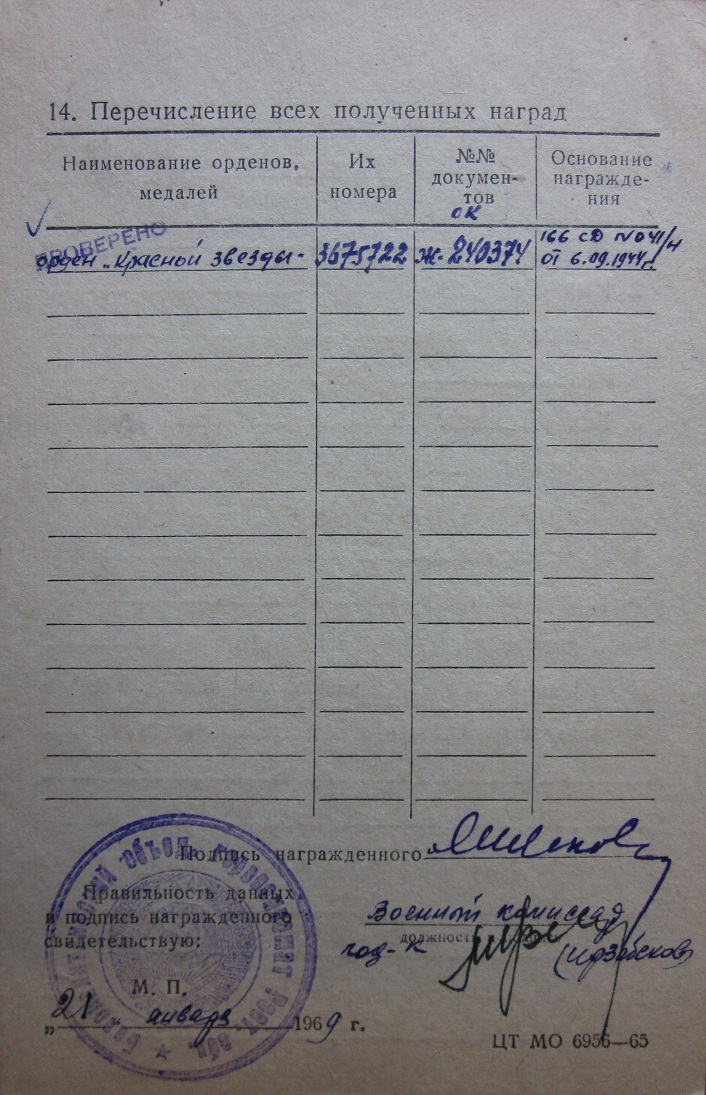 14. Перечисление всех полученных наград
Наименование орденов, медалей
Их номера
№№ документов
ОК
Основание награждения
ПРОВЕРЕНО
орден „Красной звезды"- 3675722 Ж-240374 166 СД N 041/н
от 6.09.1944г.
Подпись награжденного
Правильность данных
и подпись награжденного
свидетельствую:
Военный комиссар
должность
М. П.
„21" января 1969 г.
ЦТ МО 6956—65